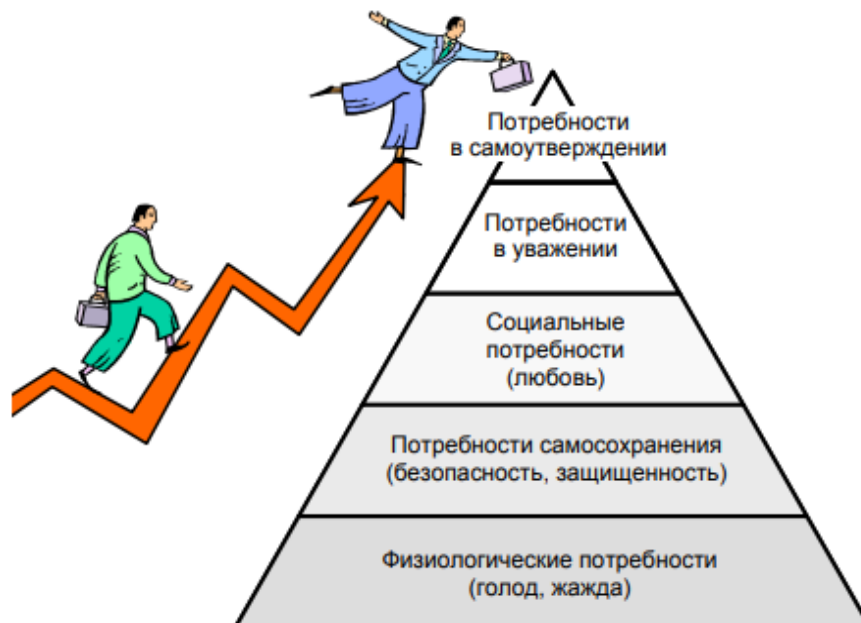 Потребности
в самоутверждении
Потребности
в уважении
Социальные
потребности
(любовь)
Потребности самосохранения
(безопасность, защищенность)
Физиологические потребности
(голод, жажда)